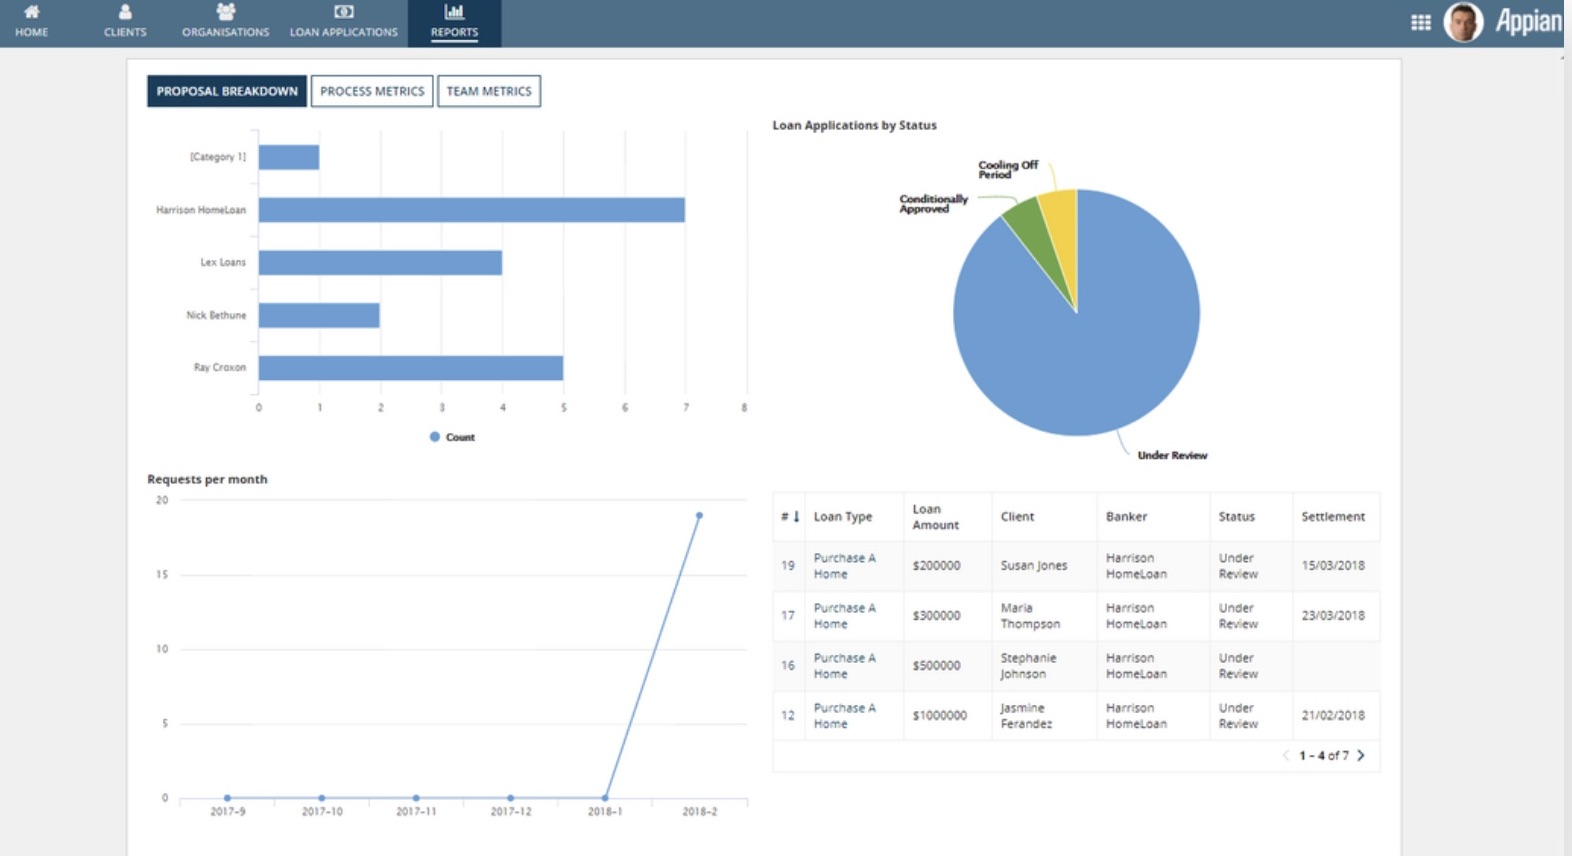 HOME
CLIENTS
ORGANISATIONS
LOAN APPLICATIONS
REPORTS
Appian
PROPOSAL BREAKDOWN
PROCESS METRICS
TEAM METRICS
[Category 1]
Harrison HomeLoan
Lex Loans
Nick Bethune
Ray Croxon
0 1 2 3 4 5 6 7 8
Count
Loan Applications by Status
Cooling Off
Period
Conditionally
Approved
Under Review
Requests per month
20
15
10
5
0
2017-9 2017-10 2017-11 2017-12 2018-1 2018-2
# Loan Type Loan Amount Client Banker Status Settlement
19 Purchase A Home $200000 Susan Jones Harrison HomeLoan Under Review 15/03/2018
17 Purchase A Home $300000 Maria Thompson Harrison HomeLoan Under Review 23/03/2018
16 Purchase A Home $500000 Stephanie Johnson Harrison HomeLoan Under Review
12 Purchase A Home $1000000 Jasmine Ferandez Harrison HomeLoan Under Review 21/02/2018
1 - 4 of 7